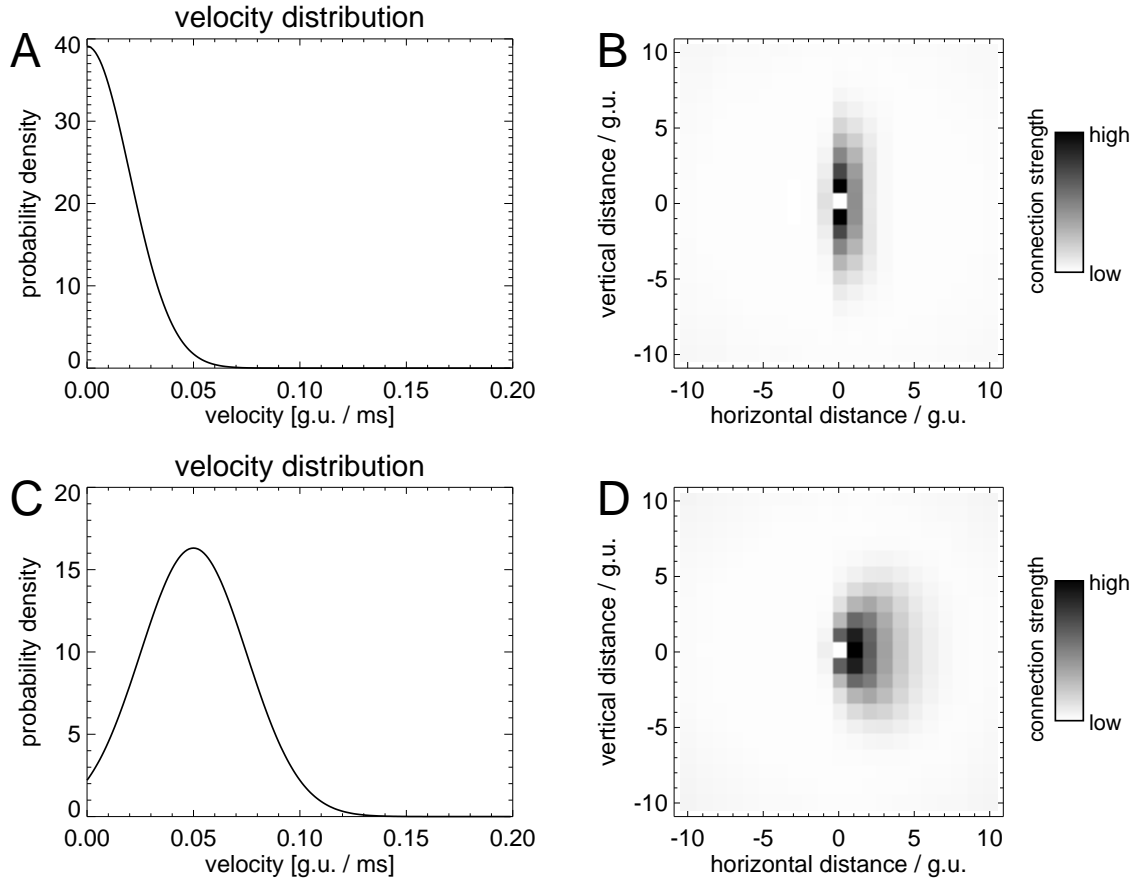 velocity distribution
A
40
30
20
10
0
probability density
0.00
0.05
0.10
0.15
0.20
velocity [g.u. / ms]
B
10
5
0
-5
-10
vertical distance / g.u.
-10
-5
0
5
10
horizontal distance / g.u.
connection strength
high
low
velocity distribution
C
20
15
10
5
0
probability density
0.00
0.05
0.10
0.15
0.20
velocity [g.u. / ms]
D
10
5
0
-5
-10
vertical distance / g.u.
-10
-5
0
5
10
horizontal distance / g.u.
connection strength
high
low